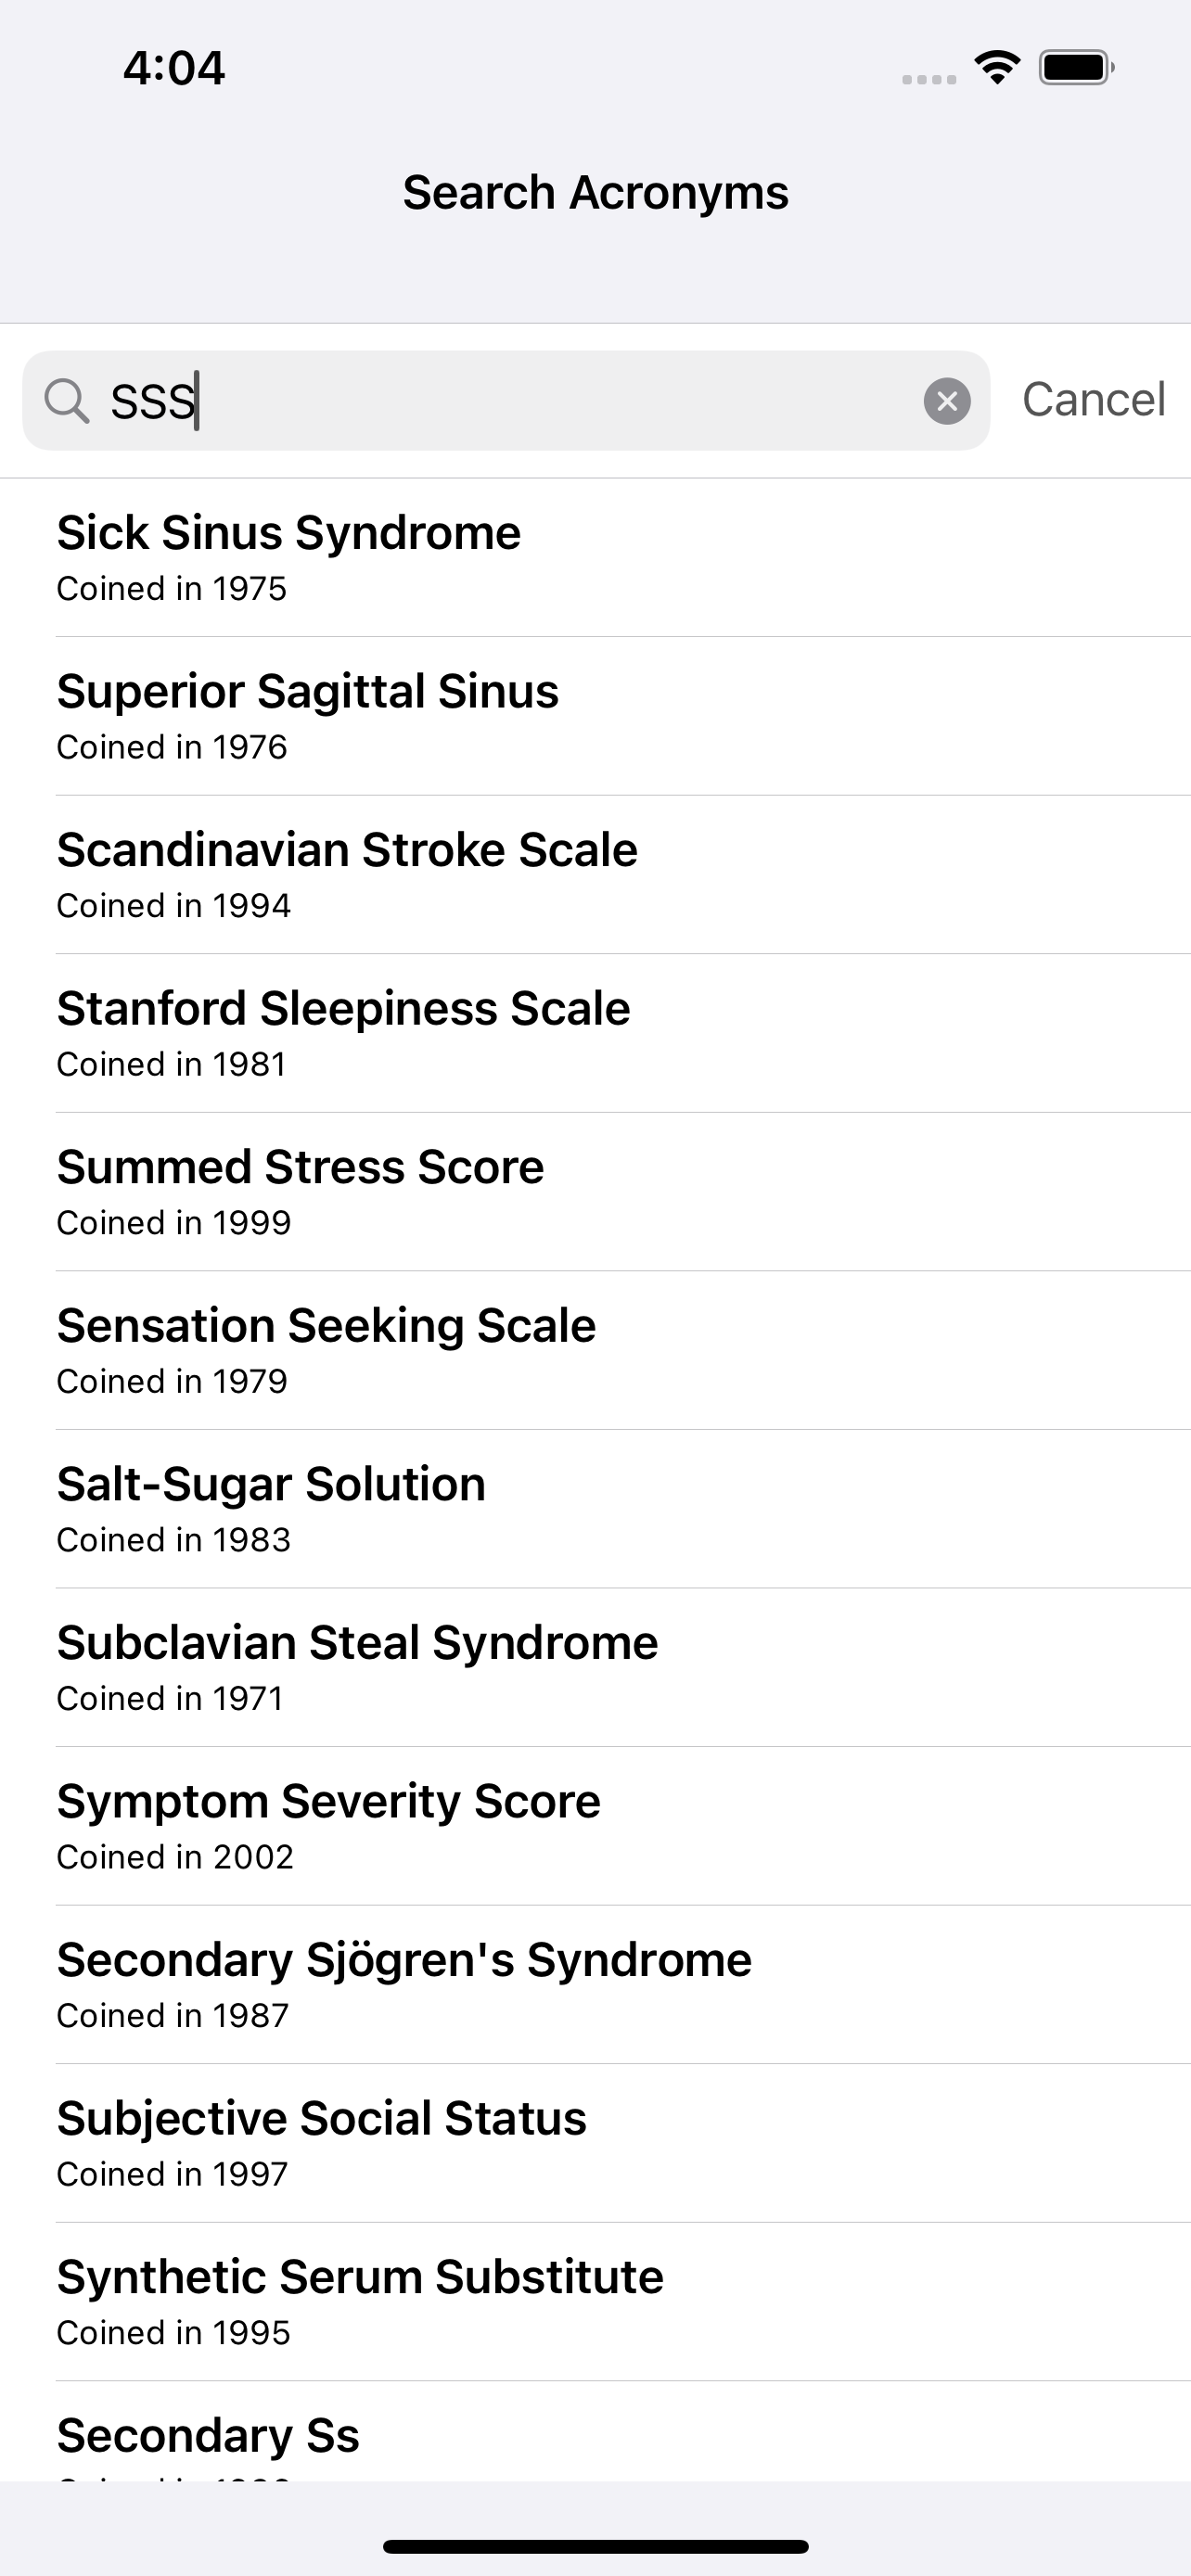 4:04
Search Acronyms
SSS
Cancel
Sick Sinus Syndrome
Coined in 1975
Superior Sagittal Sinus
Coined in 1976
Scandinavian Stroke Scale
Coined in 1994
Stanford Sleepiness Scale
Coined in 1981
Summed Stress Score
Coined in 1999
Sensation Seeking Scale
Coined in 1979
Salt-Sugar Solution
Coined in 1983
Subclavian Steal Syndrome
Coined in 1971
Symptom Severity Score
Coined in 2002
Secondary Sjögren's Syndrome
Coined in 1987
Subjective Social Status
Coined in 1997
Synthetic Serum Substitute
Coined in 1995
Secondary Ss